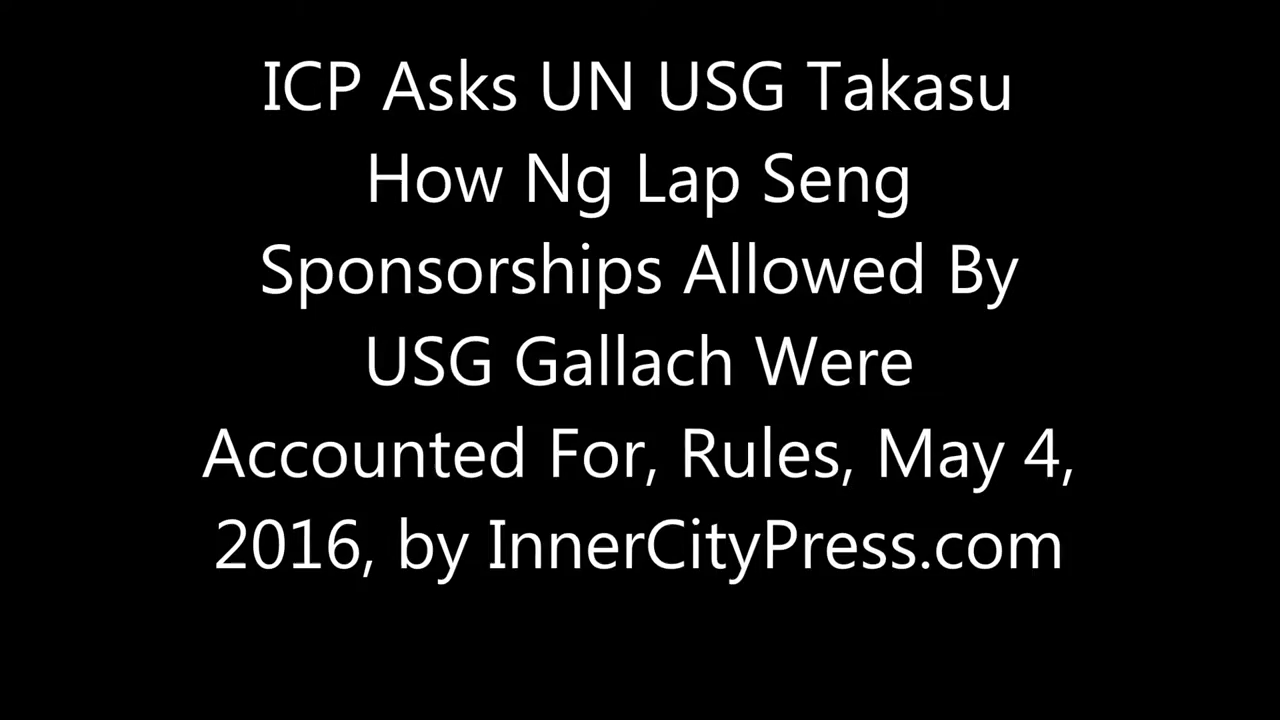 ICP Asks UN USG Takasu
How Ng Lap Seng
Sponsorships Allowed By
USG Gallach Were
Accounted For, Rules, May 4,
2016, by InnerCityPress.com